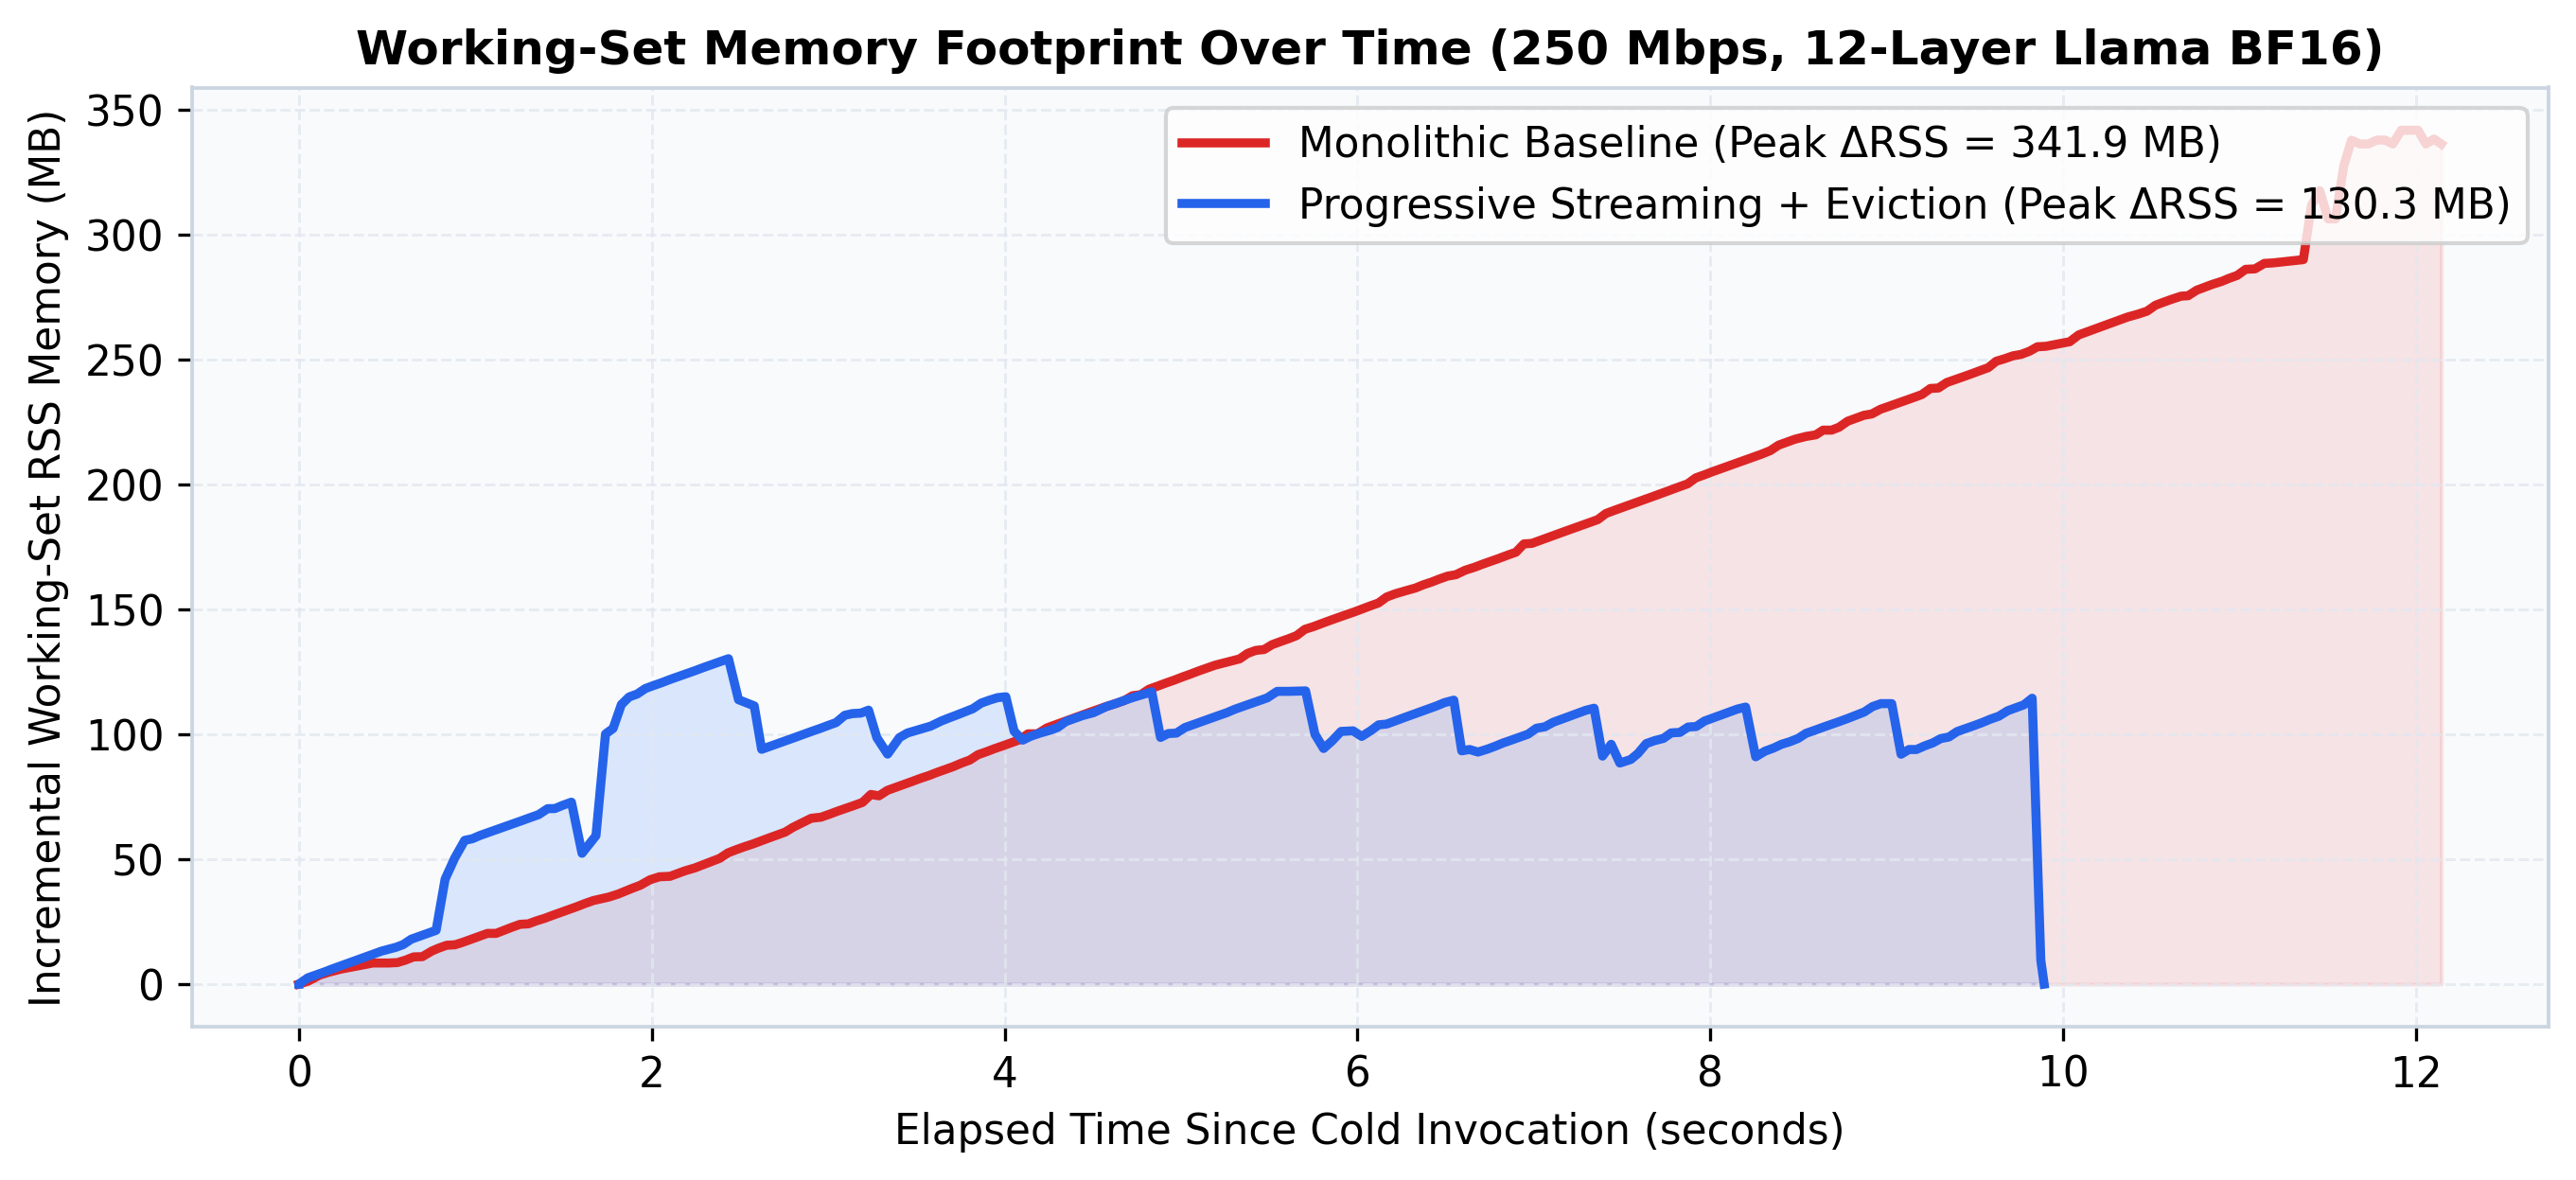 Working-Set Memory Footprint Over Time (250 Mbps, 12-Layer Llama BF16)
Incremental Working-Set RSS Memory (MB)
350
300
250
200
150
100
50
0
Monolithic Baseline (Peak ΔRSS = 341.9 MB)
Progressive Streaming + Eviction (Peak ΔRSS = 130.3 MB)
0 2 4 6 8 10 12
Elapsed Time Since Cold Invocation (seconds)